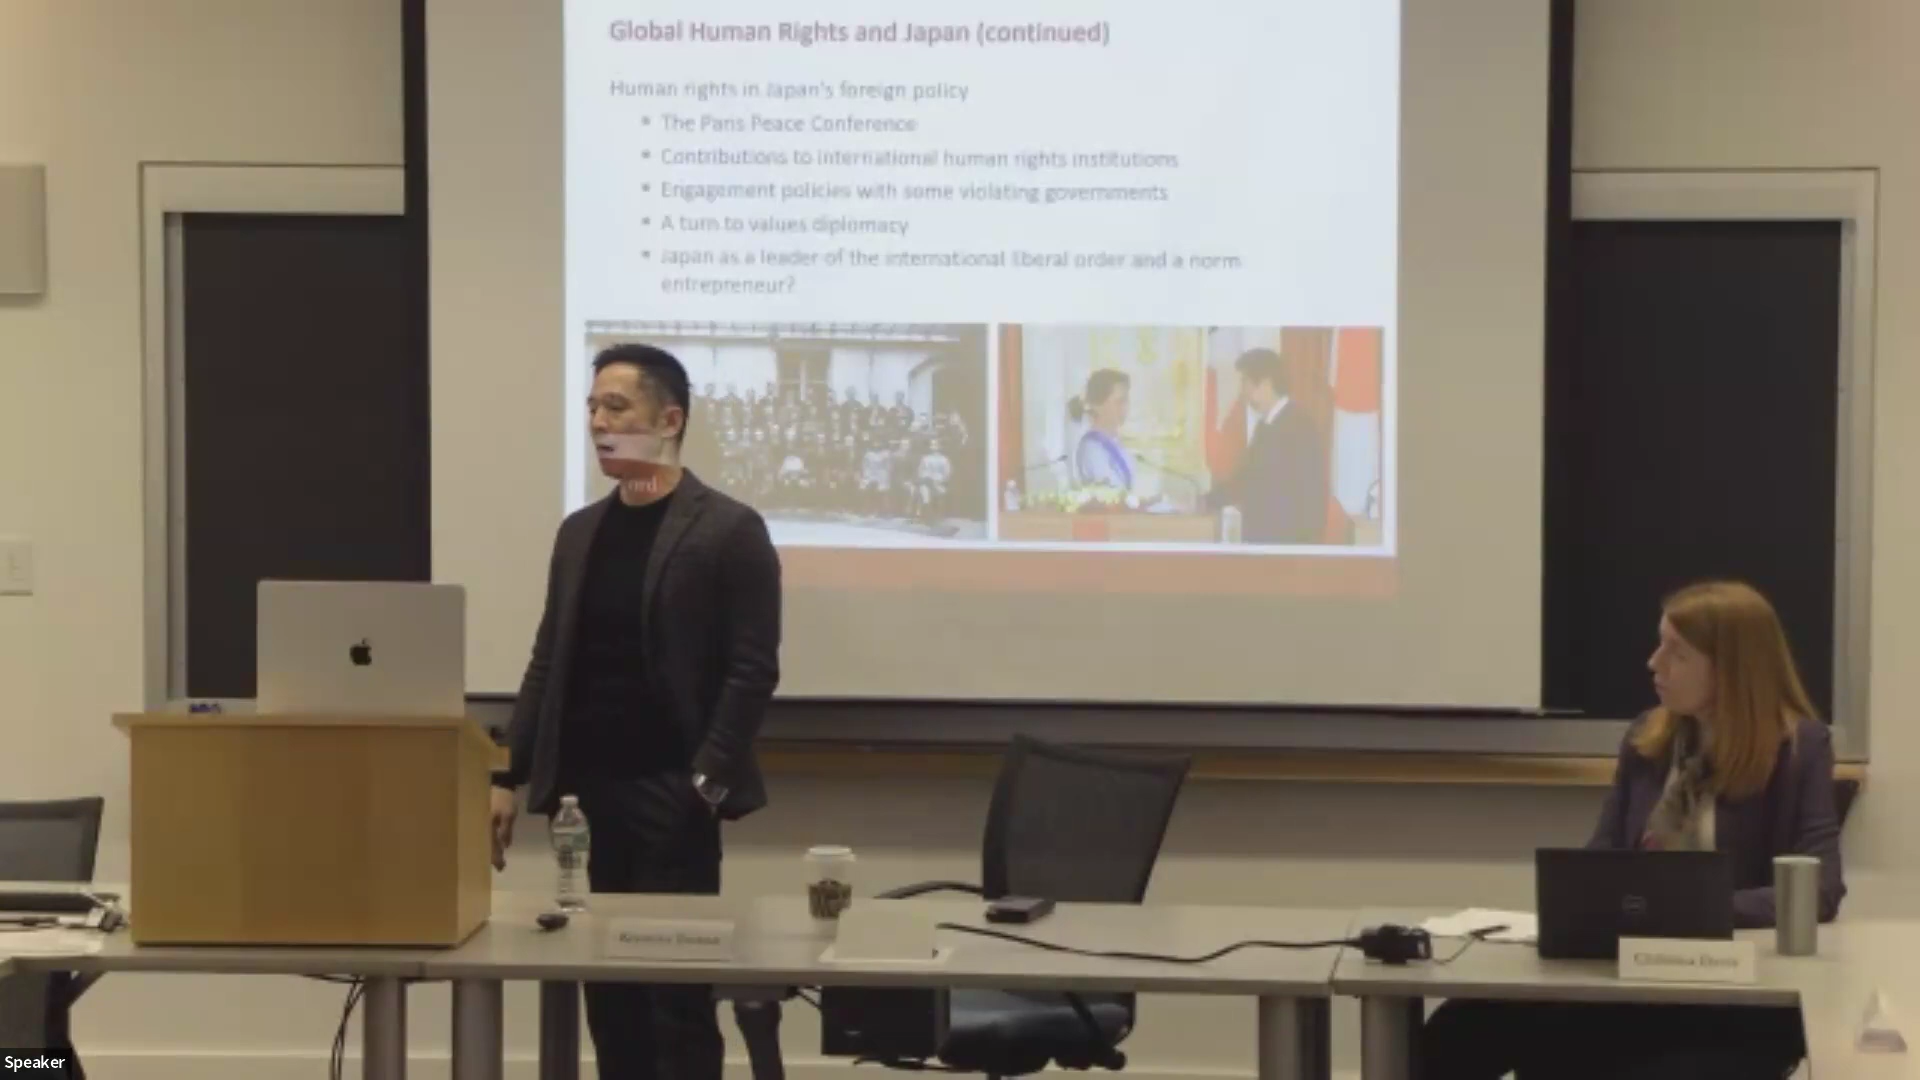 Global Human Rights and Japan (continued)
Human rights in Japan's foreign policy
• The Paris Peace Conference
• Contributions to international human rights institutions
• Engagement policies with some violating governments
• A turn to values diplomacy
• Japan as a leader of the international liberal order and a norm
entrepreneur?
ord
Speaker